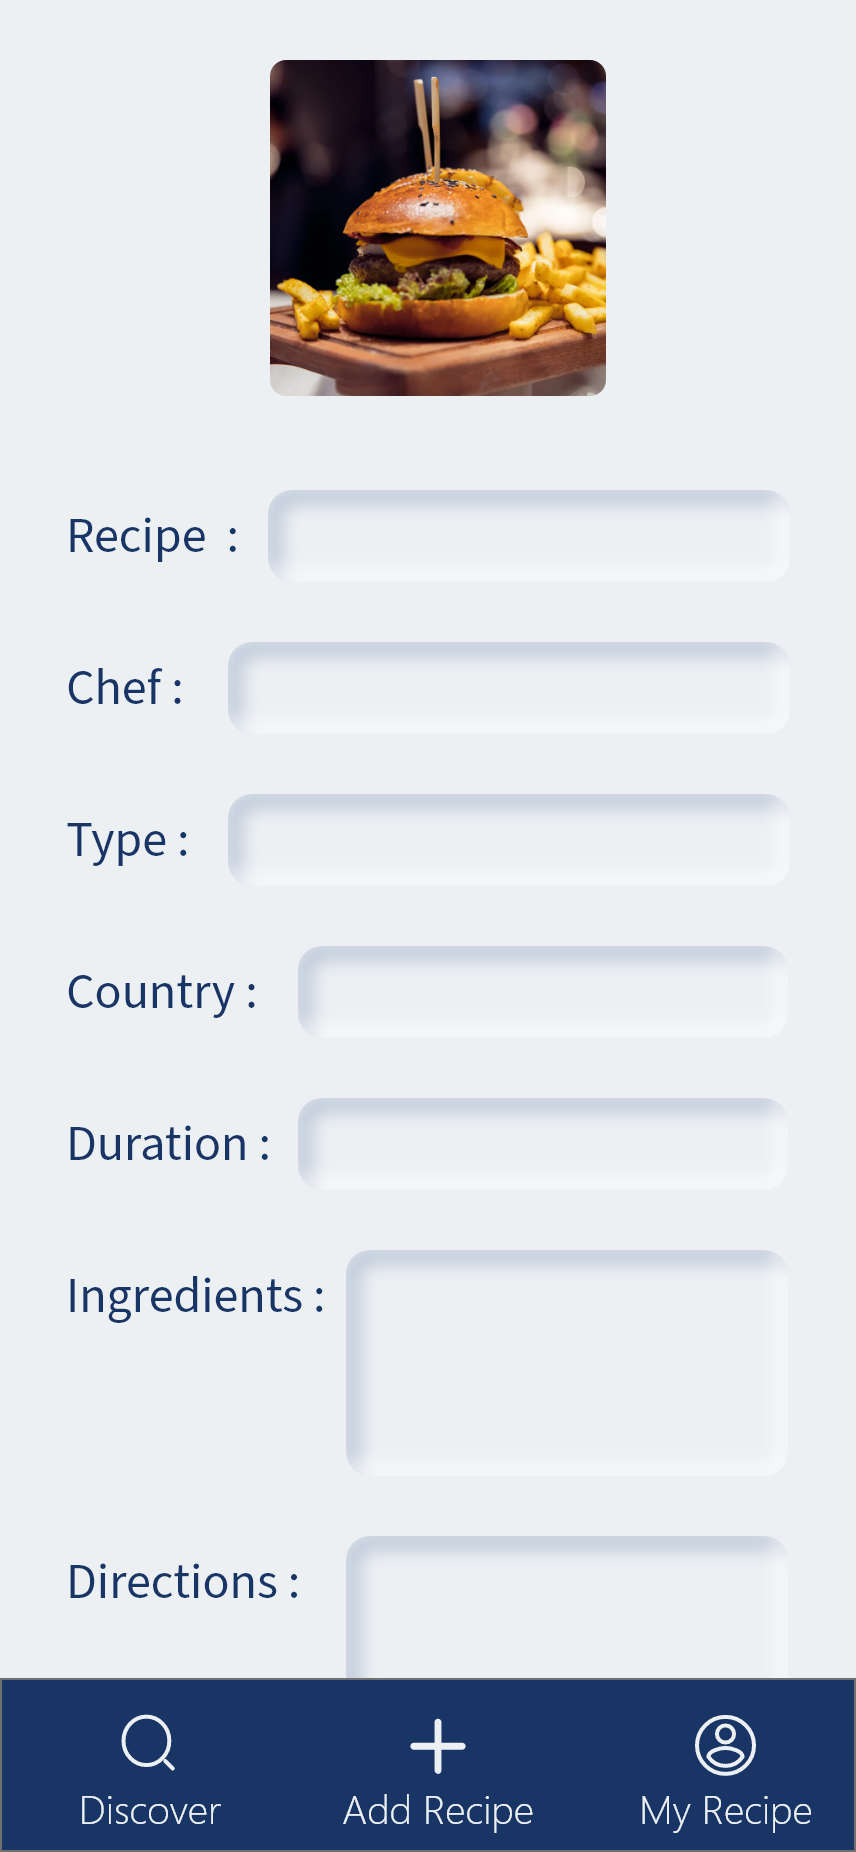 Recipe :
Chef :
Type :
Country :
Duration :
Ingredients :
Directions :
Discover
Add Recipe
My Recipe